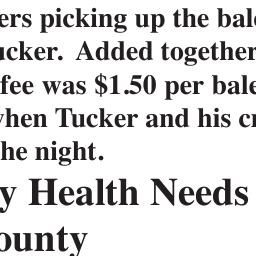 ers picking up the bal
ucker. Added together
fee was $1.50 per bale
when Tucker and his cr
he night.
y Health Needs
ounty